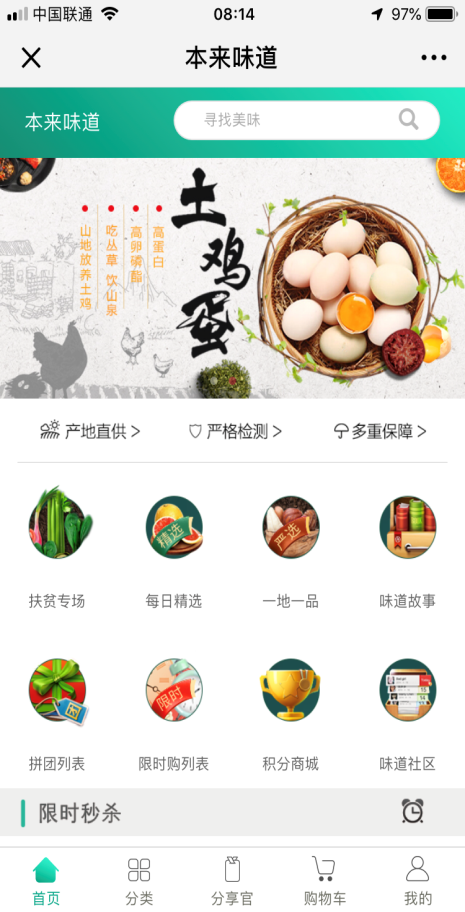 中国联通 08:14 97%
本来味道
本来味道 寻找美味
土鸡蛋
高蛋白
高卵磷酯
吃丛草 饮山泉
山地放养土鸡
产地直供 > 严格检测 > 多重保障 >
精选 严选
扶贫专场 每日精选 一地一品 味道故事
团 限时
拼团列表 限时购列表 积分商城 味道社区
限时秒杀
首页 分类 分享官 购物车 我的